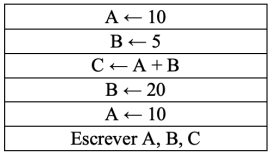 A ← 10
B ← 5
C ← A + B
B ← 20
A ← 10
Escrever A, B, C